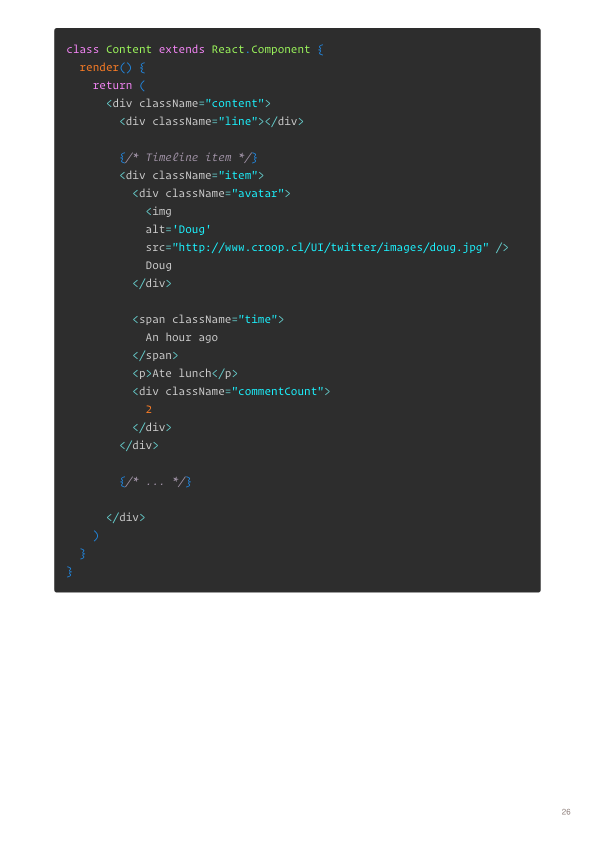 class Content extends React.Component {
render() {
return (
<div className="content">
<div className="line"></div>
{/* Timeline item */}
<div className="item">
<div className="avatar">
<img
alt='Doug'
src="http://www.croop.cl/UI/twitter/images/doug.jpg" />
Doug
</div>
<span className="time">
An hour ago
</span>
<p>Ate lunch</p>
<div className="commentCount">
2
</div>
</div>
{/* ... */}
</div>
)
}
}
26